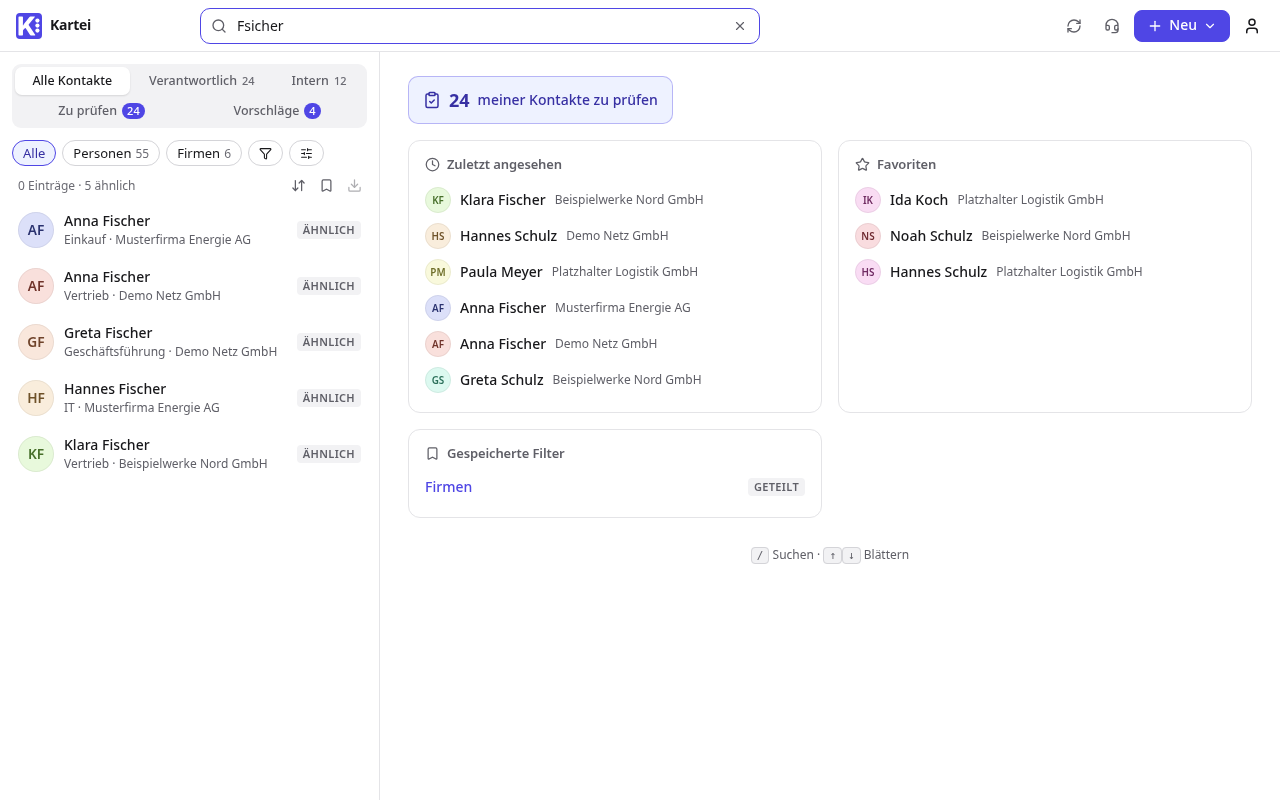 Kartei
Fsicher
Neu
Alle Kontakte
Verantwortlich 24
Intern 12
Zu prüfen 24
Vorschläge 4
Alle
Personen 55
Firmen 6
0 Einträge · 5 ähnlich
AF
Anna Fischer
Einkauf · Musterfirma Energie AG
ÄHNLICH
AF
Anna Fischer
Vertrieb · Demo Netz GmbH
ÄHNLICH
GF
Greta Fischer
Geschäftsführung · Demo Netz GmbH
ÄHNLICH
HF
Hannes Fischer
IT · Musterfirma Energie AG
ÄHNLICH
KF
Klara Fischer
Vertrieb · Beispielwerke Nord GmbH
ÄHNLICH
24 meiner Kontakte zu prüfen
Zuletzt angesehen
KF Klara Fischer Beispielwerke Nord GmbH
HS Hannes Schulz Demo Netz GmbH
PM Paula Meyer Platzhalter Logistik GmbH
AF Anna Fischer Musterfirma Energie AG
AF Anna Fischer Demo Netz GmbH
GS Greta Schulz Beispielwerke Nord GmbH
Favoriten
IK Ida Koch Platzhalter Logistik GmbH
NS Noah Schulz Beispielwerke Nord GmbH
HS Hannes Schulz Platzhalter Logistik GmbH
Gespeicherte Filter
Firmen GETEILT
/ Suchen · ↑ ↓ Blättern